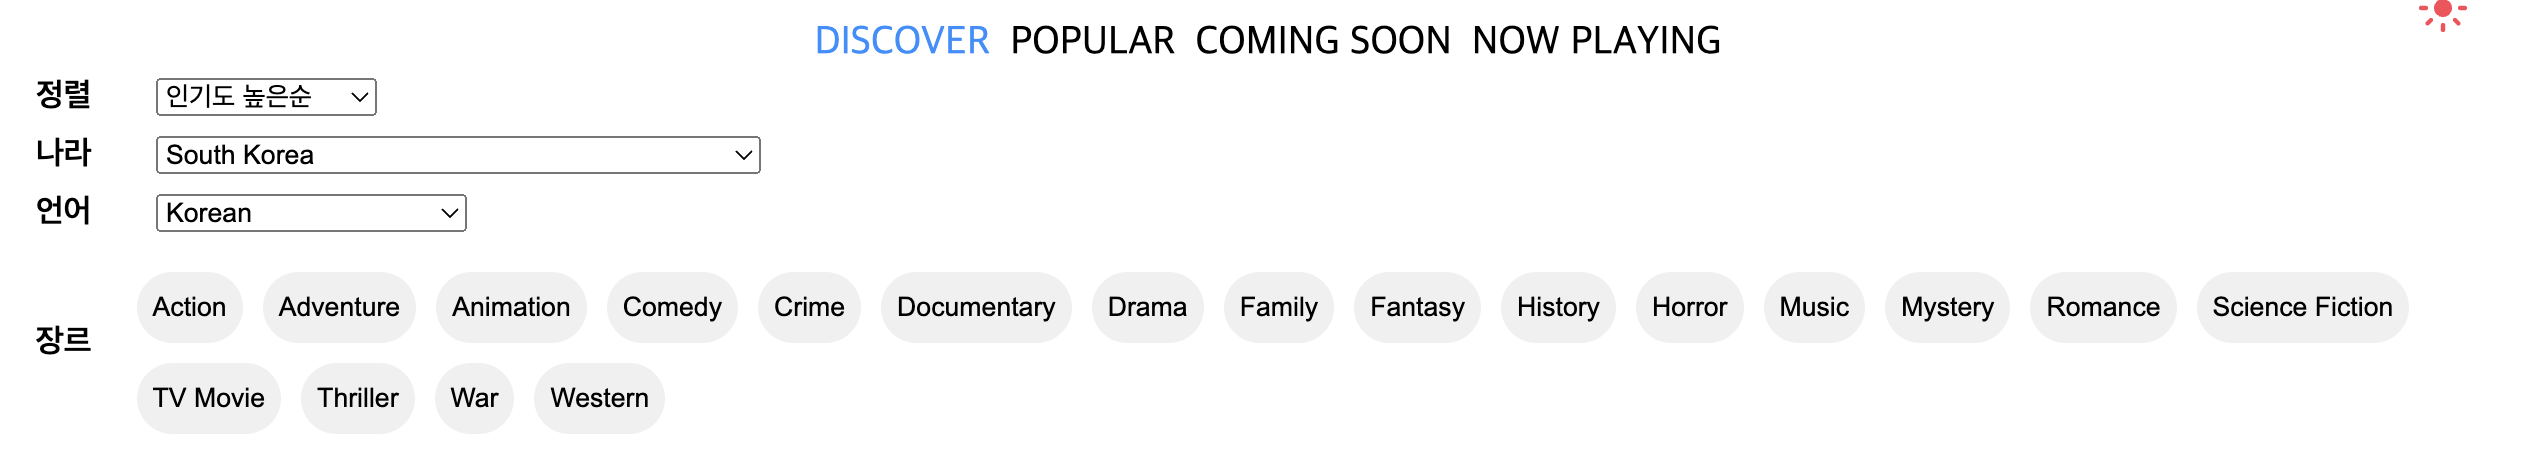 DISCOVER POPULAR COMING SOON NOW PLAYING
정렬 인기도 높은순
나라 South Korea
언어 Korean
장르 Action Adventure Animation Comedy Crime Documentary Drama Family Fantasy History Horror Music Mystery Romance Science Fiction
TV Movie Thriller War Western